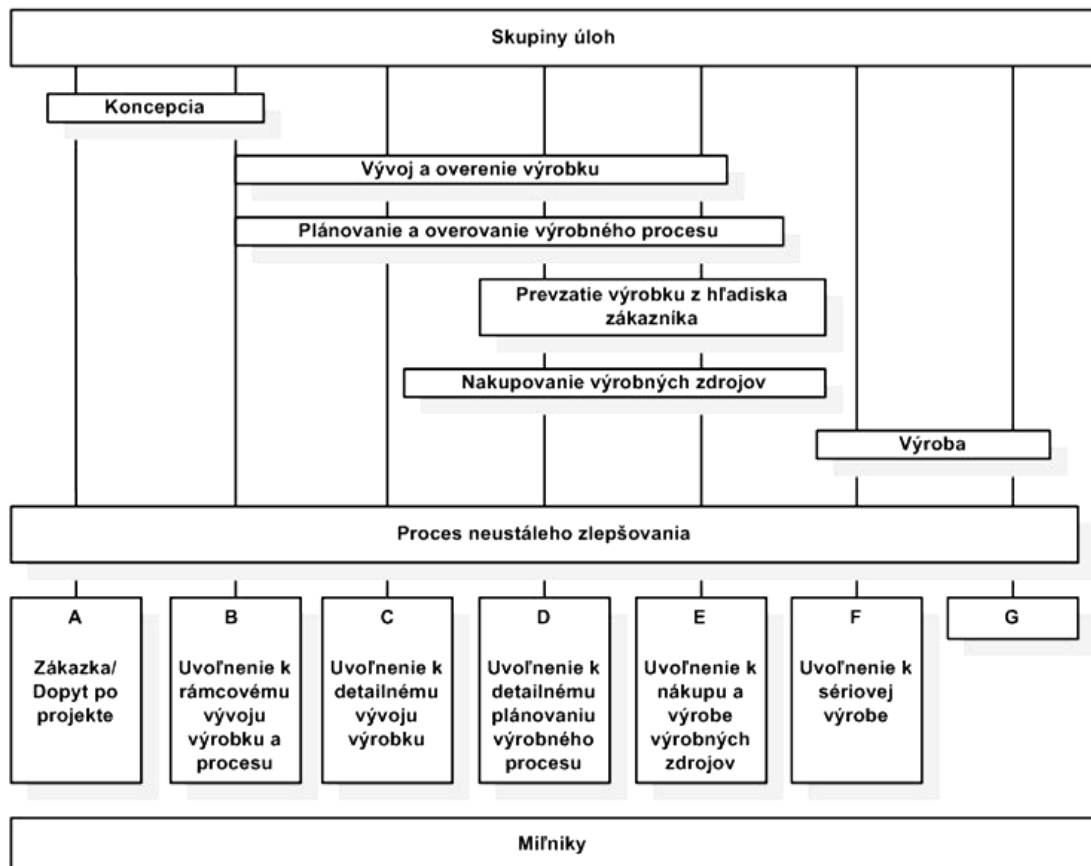 Skupiny úloh
Koncepcia
Vývoj a overenie výrobku
Plánovanie a overovanie výrobného procesu
Prevzatie výrobku z hľadiska
zákazníka
Nakupovanie výrobných zdrojov
Výroba
Proces neustáleho zlepšovania
A
Zákazka/
Dopyt po
projekte
B
Uvoľnenie k
rámcovému
vývoju
výrobku a
procesu
C
Uvoľnenie k
detailnému
vývoju
výrobku
D
Uvoľnenie k
detailnému
plánovaniu
výrobného
procesu
E
Uvoľnenie k
nákupu a
výrobe
výrobných
zdrojov
F
Uvoľnenie k
sériovej
výrobe
G
Míľniky